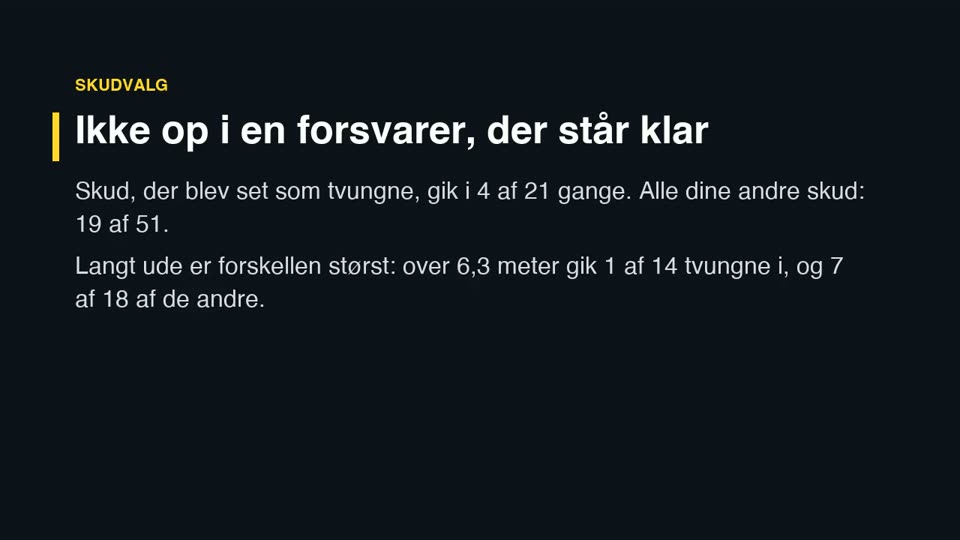 SKUDVALG
Ikke op i en forsvarer, der står klar
Skud, der blev set som tvungne, gik i 4 af 21 gange. Alle dine andre skud:
19 af 51.
Langt ude er forskellen størst: over 6,3 meter gik 1 af 14 tvungne i, og 7
af 18 af de andre.